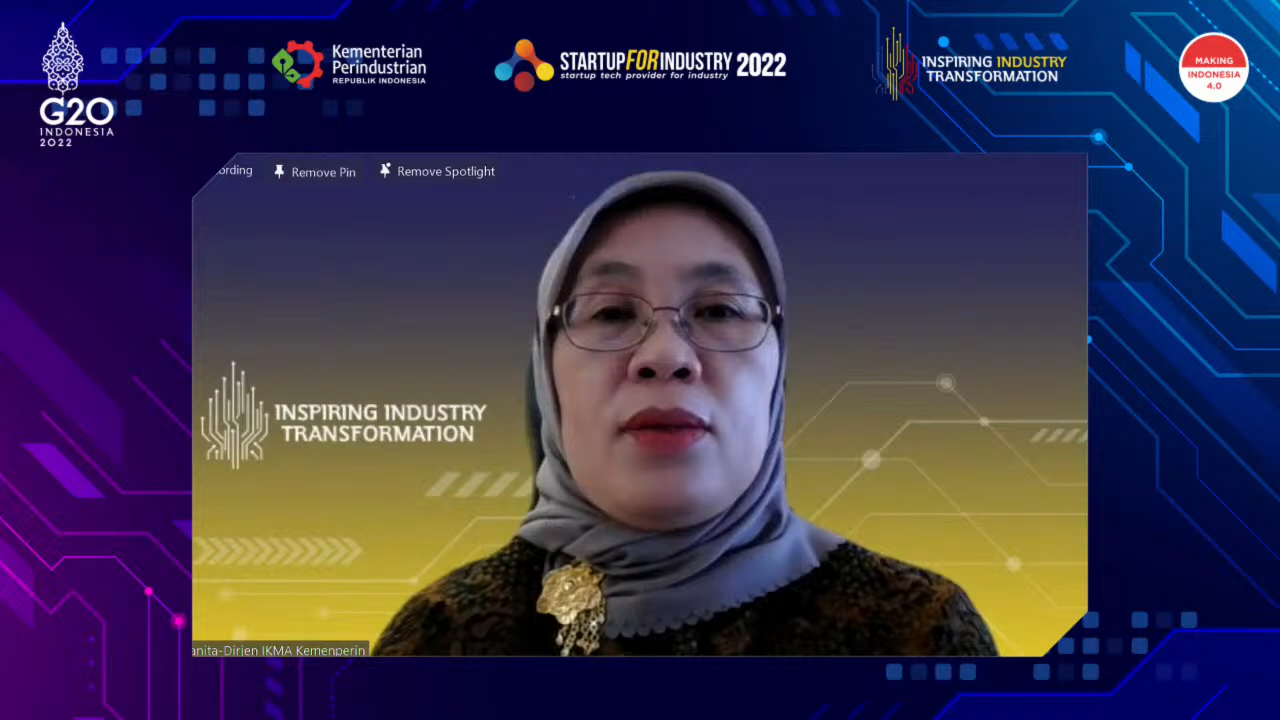 G20
INDONESIA
2022
Kementerian
Perindustrian
REPUBLIK INDONESIA
STARTUPFORINDUSTRY 2022
startup tech provider for industry
INSPIRING INDUSTRY
TRANSFORMATION
MAKING
INDONESIA
4.0
ording
Remove Pin
Remove Spotlight
INSPIRING INDUSTRY
TRANSFORMATION
anita-Dirjen IKMA Kemenperin